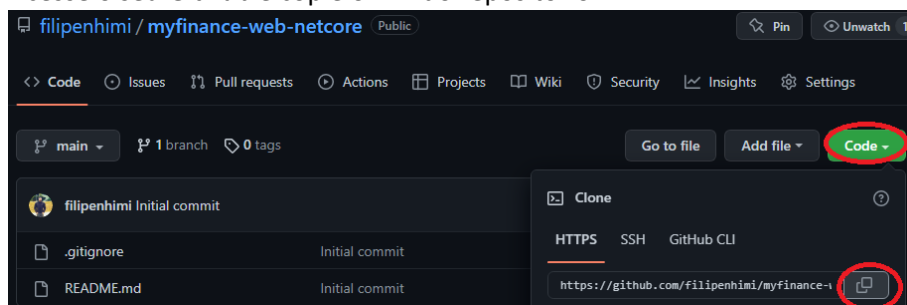 filipenhimi / myfinance-web-netcore Public
Pin
Unwatch 1
Code Issues Pull requests Actions Projects Wiki Security Insights Settings
main 1 branch 0 tags
Go to file Add file Code
filipenhimi Initial commit
Clone
.gitignore Initial commit
HTTPS SSH GitHub CLI
README.md Initial commit
https://github.com/filipenhimi/myfinance-